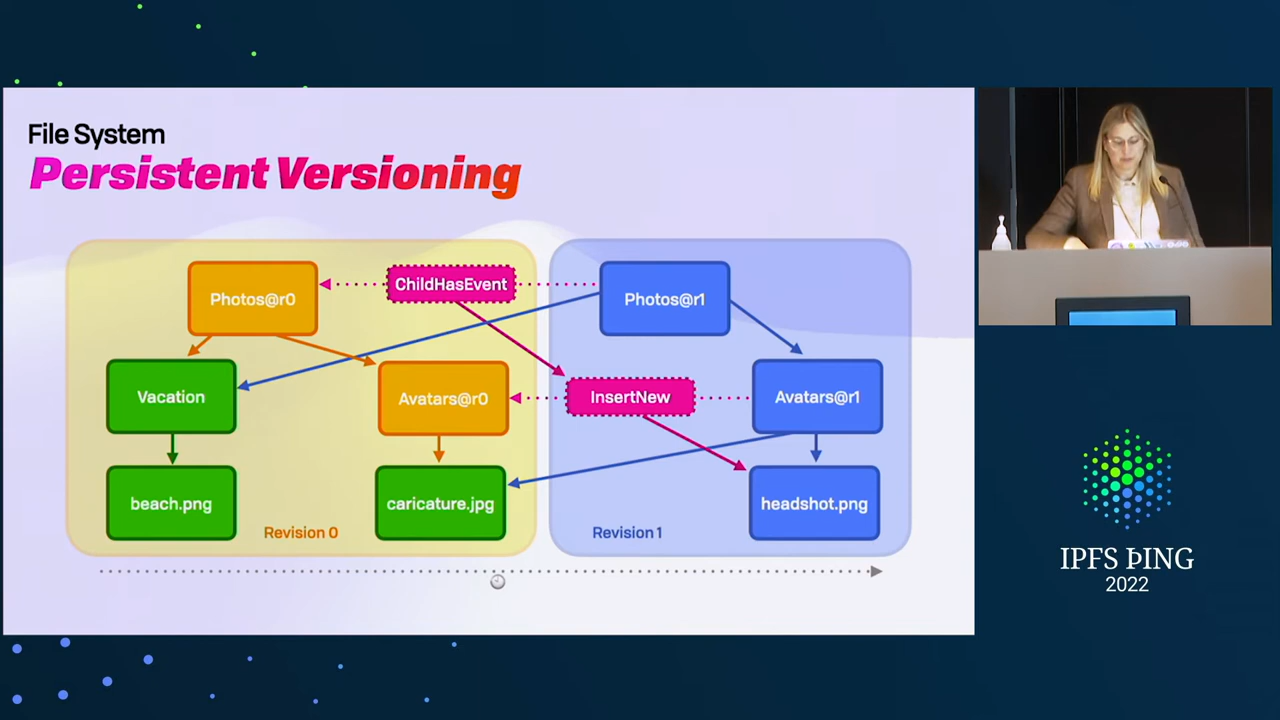 File System
Persistent Versioning
Photos@r0
ChildHasEvent
Photos@r1
Vacation
Avatars@r0
InsertNew
Avatars@r1
beach.png
caricature.jpg
headshot.png
Revision 0
Revision 1
IPFS ÞING
2022